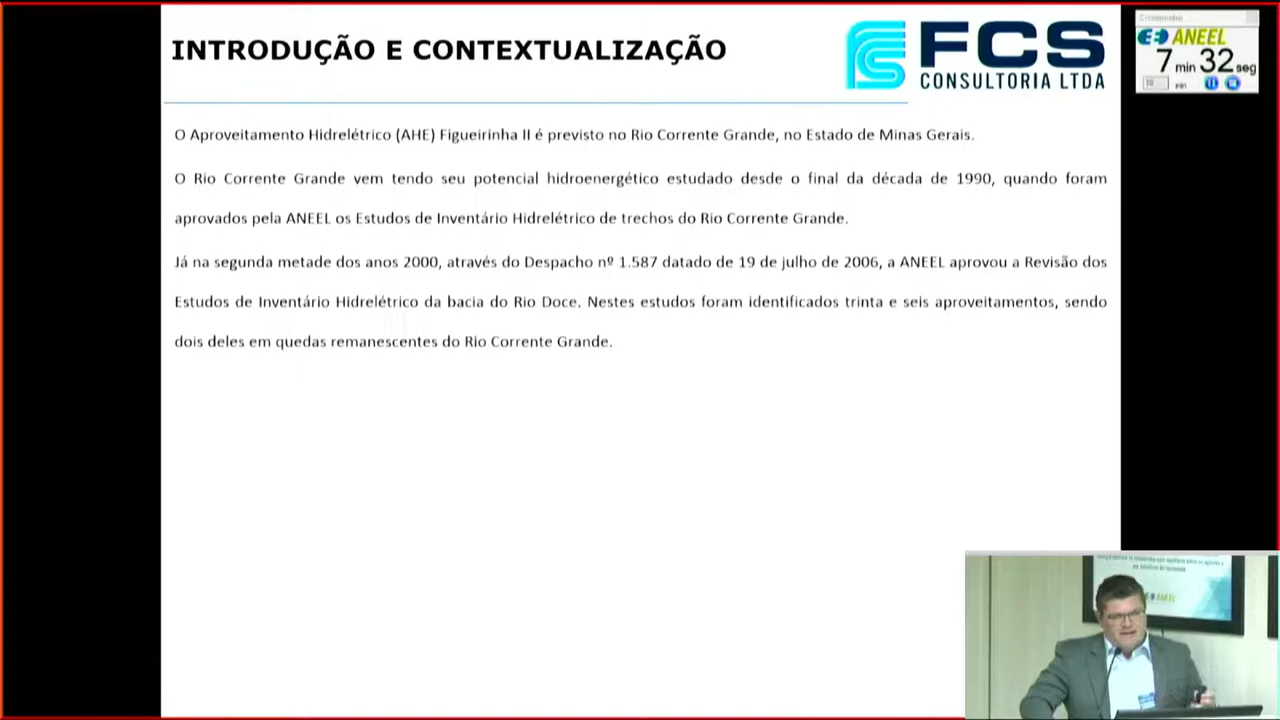 INTRODUÇÃO E CONTEXTUALIZAÇÃO
FCS
CONSULTORIA LTDA
Cronometro
ANEEL
7 min 32 seg
10 min
O Aproveitamento Hidrelétrico (AHE) Figueirinha II é previsto no Rio Corrente Grande, no Estado de Minas Gerais.
O Rio Corrente Grande vem tendo seu potencial hidroenergético estudado desde o final da década de 1990, quando foram
aprovados pela ANEEL os Estudos de Inventário Hidrelétrico de trechos do Rio Corrente Grande.
Já na segunda metade dos anos 2000, através do Despacho nº 1.587 datado de 19 de julho de 2006, a ANEEL aprovou a Revisão dos
Estudos de Inventário Hidrelétrico da bacia do Rio Doce. Nestes estudos foram identificados trinta e seis aproveitamentos, sendo
dois deles em quedas remanescentes do Rio Corrente Grande.
ANEEL